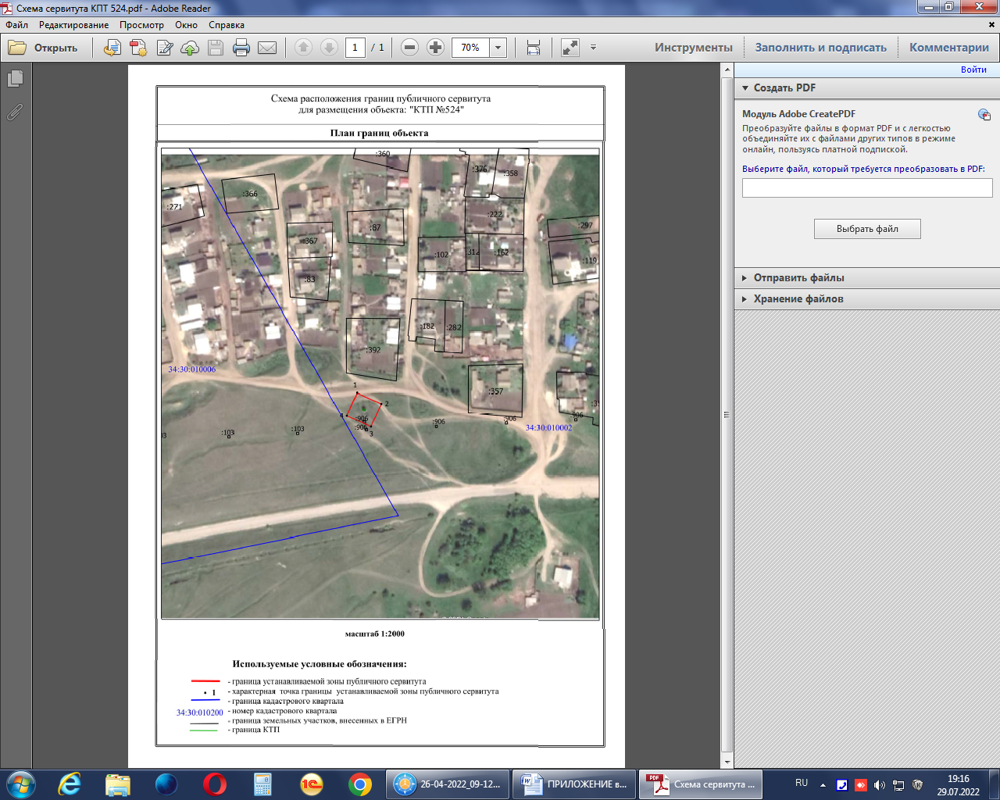 Схема сервитута КПТ 524.pdf - Adobe Reader
Файл Редактирование Просмотр Окно Справка
Открыть 1 / 1 70% Инструменты Заполнить и подписать Комментарии
Войти
Создать PDF
Модуль Adobe CreatePDF
Преобразуйте файлы в формат PDF и с легкостью
объединяйте их с файлами других типов в режиме
онлайн, пользуясь платной подпиской.
Выберите файл, который требуется преобразовать в PDF:
Выбрать файл
Отправить файлы
Хранение файлов
Схема расположения границ публичного сервитута
для размещения объекта: "КТП №524"
План границ объекта
:360
:376
:358
:366
:271
:222
:87
:297
:367
:102
:312
:162
:119
:83
:182
:282
:392
34:30:010006
1
:357
2
4
:906
:906
:906
:906
:906
3
34:30:010002
:103
:103
масштаб 1:2000
Используемые условные обозначения:
- граница устанавливаемой зоны публичного сервитута
• 1 - характерная точка границы устанавливаемой зоны публичного сервитута
- граница кадастрового квартала
34:30:010200 - номер кадастрового квартала
- граница земельных участков, внесенных в ЕГРН
- граница КТП
26-04-2022_09-12... ПРИЛОЖЕНИЕ в... Схема сервитута ... RU 19:16
29.07.2022